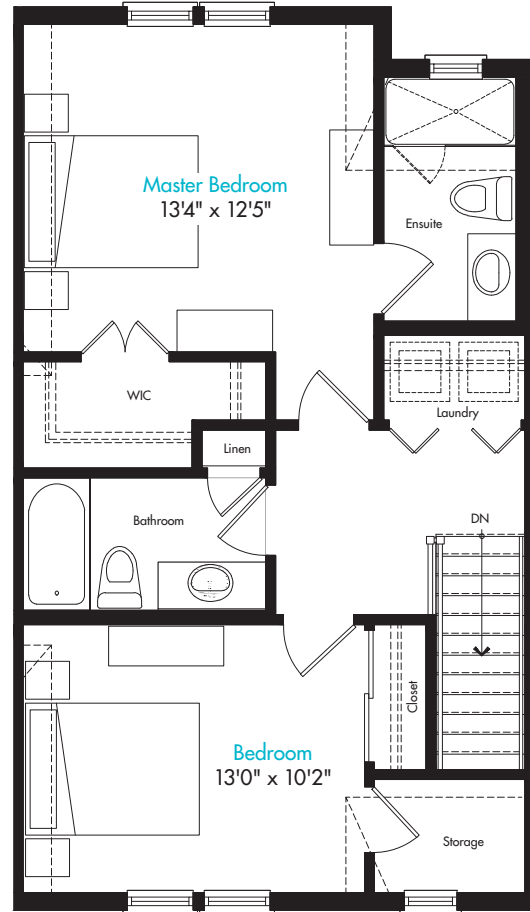 Master Bedroom
13'4" x 12'5"
Ensuite
WIC
Laundry
Linen
Bathroom
DN
Closet
Bedroom
13'0" x 10'2"
Storage